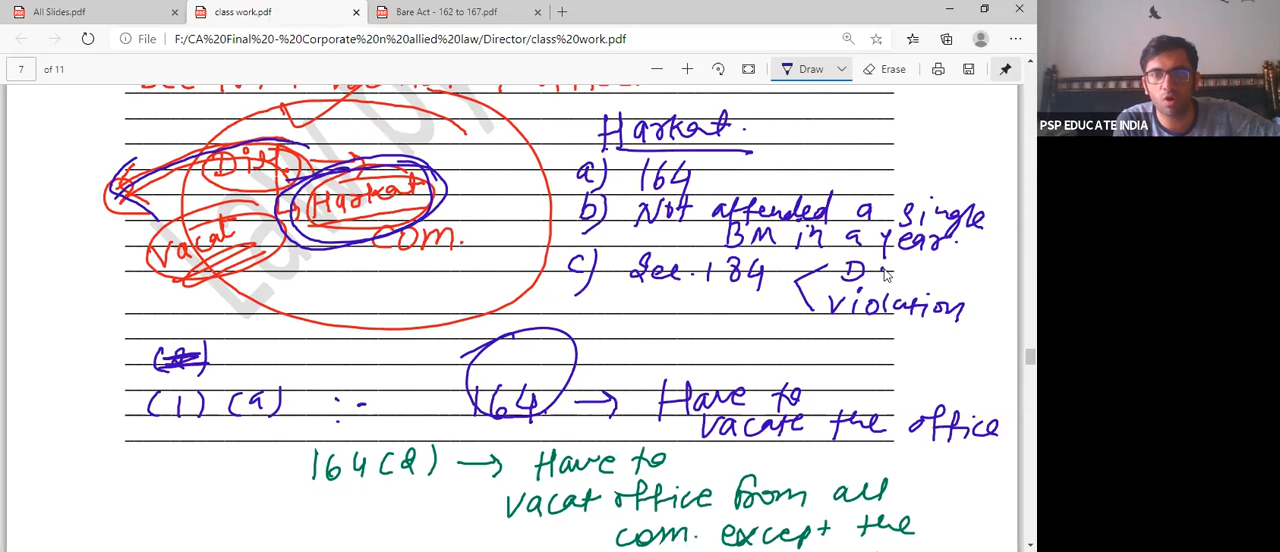 All Slides.pdf
class work.pdf
Bare Act - 162 to 167.pdf
File
F:/CA%20Final%20-%20Corporate%20n%20allied%20law/Director/class%20work.pdf
7 of 11
Draw
Erase
PSP EDUCATE INDIA
Harkat.
a) 164
b) Not attended a single
BM in a year.
c) Sec. 184
D
violation
Harkat
com.
Vacat
(1) (a) :- 164 → Have to
vacate the office
164(2) → Have to
vacat office from all
com. except the